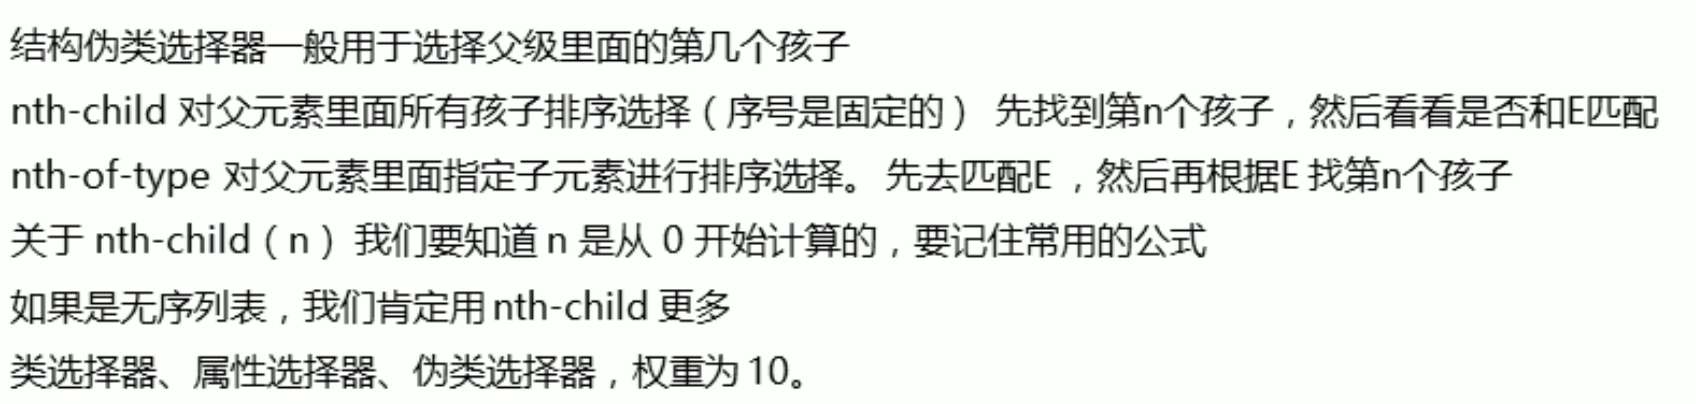 结构伪类选择器一般用于选择父级里面的第几个孩子
nth-child 对父元素里面所有孩子排序选择（序号是固定的） 先找到第n个孩子，然后看看是否和E匹配
nth-of-type 对父元素里面指定子元素进行排序选择。 先去匹配E ，然后再根据E 找第n个孩子
关于 nth-child（n） 我们要知道 n 是从 0 开始计算的，要记住常用的公式
如果是无序列表，我们肯定用 nth-child 更多
类选择器、属性选择器、伪类选择器，权重为 10。